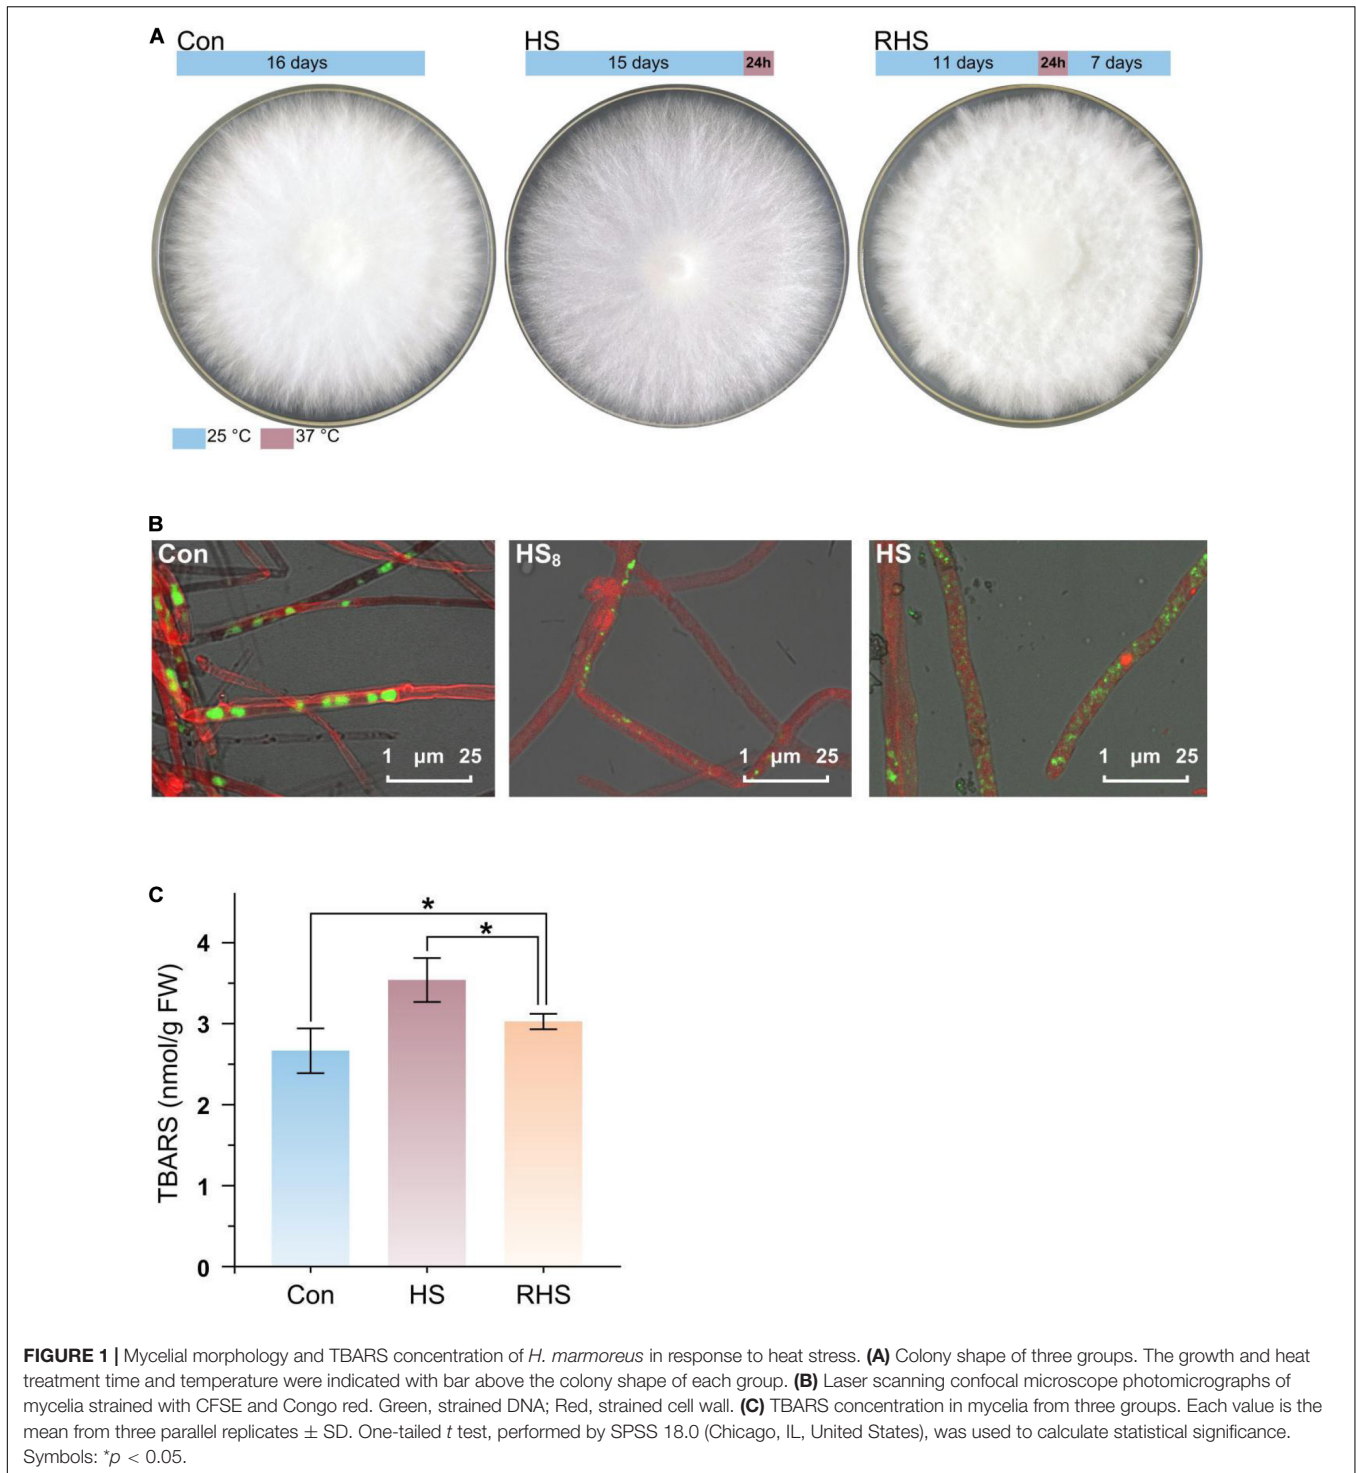 A
Con
HS
RHS
16 days
15 days
24h
11 days
24h
7 days
25 °C
37 °C
B
Con
HS8
HS
1 µm 25
1 µm 25
1 µm 25
C
*
*
TBARS (nmol/g FW)
4
3
2
1
0
Con
HS
RHS
FIGURE 1 | Mycelial morphology and TBARS concentration of H. marmoreus in response to heat stress. (A) Colony shape of three groups. The growth and heat
treatment time and temperature were indicated with bar above the colony shape of each group. (B) Laser scanning confocal microscope photomicrographs of
mycelia strained with CFSE and Congo red. Green, strained DNA; Red, strained cell wall. (C) TBARS concentration in mycelia from three groups. Each value is the
mean from three parallel replicates ± SD. One-tailed t test, performed by SPSS 18.0 (Chicago, IL, United States), was used to calculate statistical significance.
Symbols: *p < 0.05.